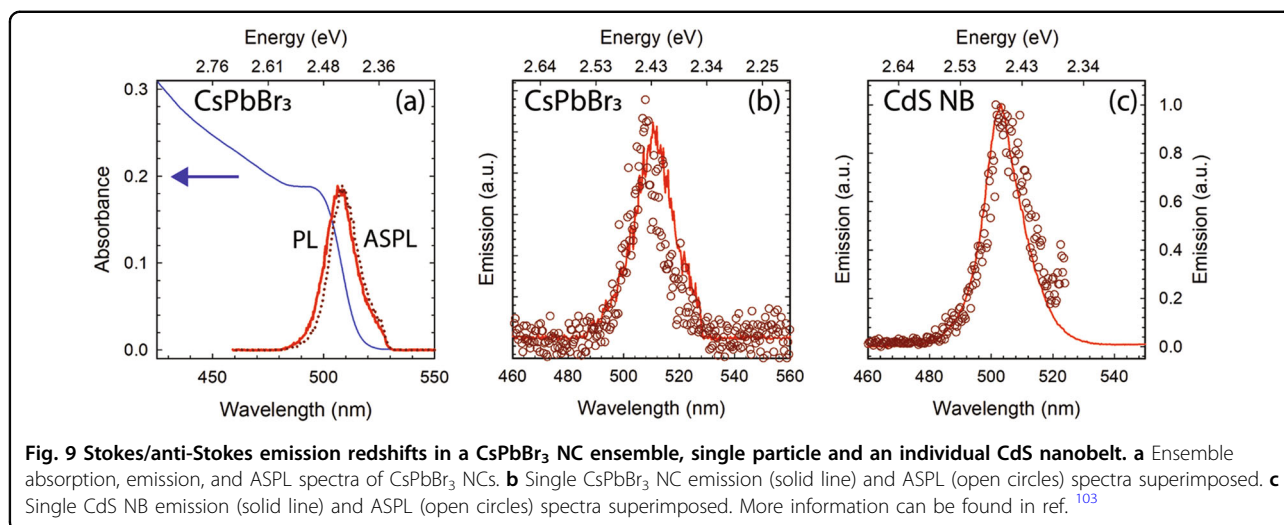 Energy (eV)
2.76 2.61 2.48 2.36
CsPbBr₃ (a)
Absorbance
0.3
0.2
0.1
0.0
PL ASPL
450 500 550
Wavelength (nm)
Energy (eV)
2.64 2.53 2.43 2.34 2.25
CsPbBr₃ (b)
Emission (a.u.)
460 480 500 520 540 560
Wavelength (nm)
Energy (eV)
2.64 2.53 2.43 2.34
CdS NB (c)
Emission (a.u.)
1.0
0.8
0.6
0.4
0.2
0.0
Emission (a.u.)
460 480 500 520 540
Wavelength (nm)
Fig. 9 Stokes/anti-Stokes emission redshifts in a CsPbBr₃ NC ensemble, single particle and an individual CdS nanobelt. a Ensemble
absorption, emission, and ASPL spectra of CsPbBr₃ NCs. b Single CsPbBr₃ NC emission (solid line) and ASPL (open circles) spectra superimposed. c
Single CdS NB emission (solid line) and ASPL (open circles) spectra superimposed. More information can be found in ref. ¹⁰³